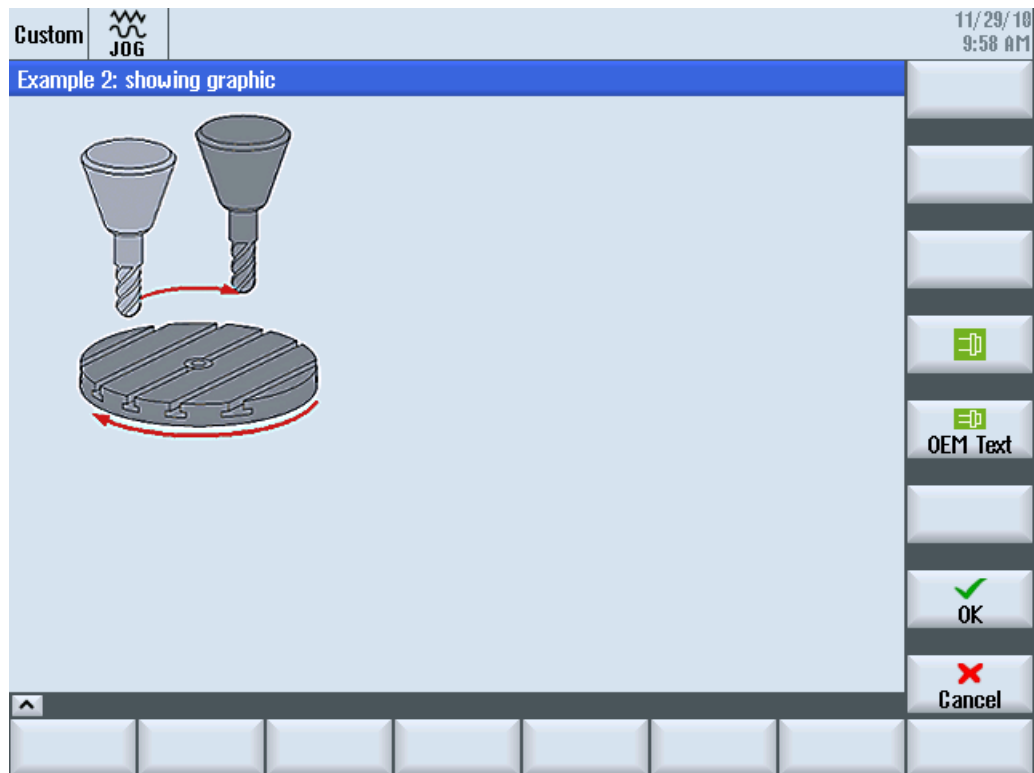 Custom
JOG
11/29/10
9:58 AM
Example 2: showing graphic
OEM Text
OK
Cancel